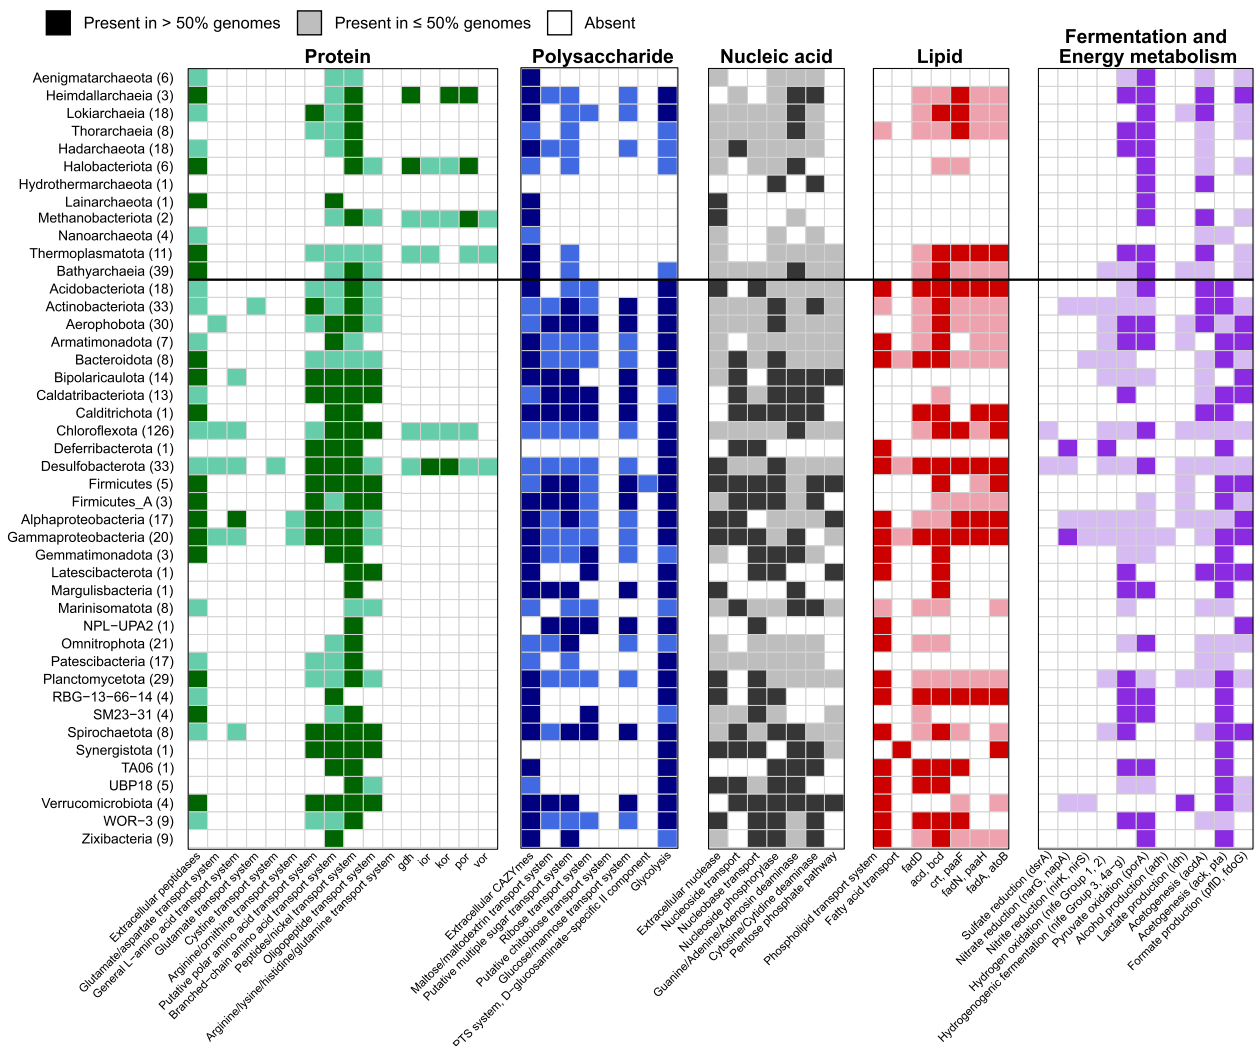 Present in > 50% genomes
Present in ≤ 50% genomes
Absent
Protein
Polysaccharide
Nucleic acid
Lipid
Fermentation and
Energy metabolism
Aenigmatarchaeota (6)
Heimdallarchaeia (3)
Lokiarchaeia (18)
Thorarchaeia (8)
Hadarchaeota (18)
Halobacteriota (6)
Hydrothermarchaeota (1)
Lainarchaeota (1)
Methanobacteriota (2)
Nanoarchaeota (4)
Thermoplasmatota (11)
Bathyarchaeia (39)
Acidobacteriota (18)
Actinobacteriota (33)
Aerophobota (30)
Armatimonadota (7)
Bacteroidota (8)
Bipolaricaulota (14)
Caldatribacteriota (13)
Calditrichota (1)
Chloroflexota (126)
Deferribacterota (1)
Desulfobacterota (33)
Firmicutes (5)
Firmicutes_A (3)
Alphaproteobacteria (17)
Gammaproteobacteria (20)
Gemmatimonadota (3)
Latescibacterota (1)
Margulisbacteria (1)
Marinisomatota (8)
NPL−UPA2 (1)
Omnitrophota (21)
Patescibacteria (17)
Planctomycetota (29)
RBG−13−66−14 (4)
SM23−31 (4)
Spirochaetota (8)
Synergistota (1)
TA06 (1)
UBP18 (5)
Verrucomicrobiota (4)
WOR−3 (9)
Zixibacteria (9)
Extracellular peptidases
Glutamate/aspartate transport system
General L−amino acid transport system
Glutamate transport system
Cystine transport system
Arginine/ornithine transport system
Putative polar amino acid transport system
Branched−chain amino acid transport system
Peptides/nickel transport system
Oligopeptide transport system
Arginine/lysine/histidine/glutamine transport system
gdh
ior
kor
por
vor
Extracellular CAZYmes
Maltose/maltodextrin transport system
Putative multiple sugar transport system
Ribose transport system
Putative chitobiose transport system
Glucose/mannose transport system
PTS system, D−glucosaminate−specific II component
Glycolysis
Extracellular nuclease
Nucleoside transport
Nucleobase transport
Nucleoside phosphorylase
Guanine/Adenine/Adenosin deaminase
Cytosine/Cytidine deaminase
Pentose phosphate pathway
Phospholipid transport system
Fatty acid transport
fadD
acd, bcd
crt, paaF
fadN, paaH
fadA, atoB
Sulfate reduction (dsrA)
Nitrate reduction (narG, napA)
Nitrite reduction (nirK, nirS)
Hydrogen oxidation (nife Group 1, 2)
Hydrogenogenic fermentation (nife Group 3, 4a−g)
Pyruvate oxidation (porA)
Alcohol production (adh)
Lactate production (ldh)
Acetogenesis (acdA)
Acetogenesis (ack, pta)
Formate production (pflD, fdoG)